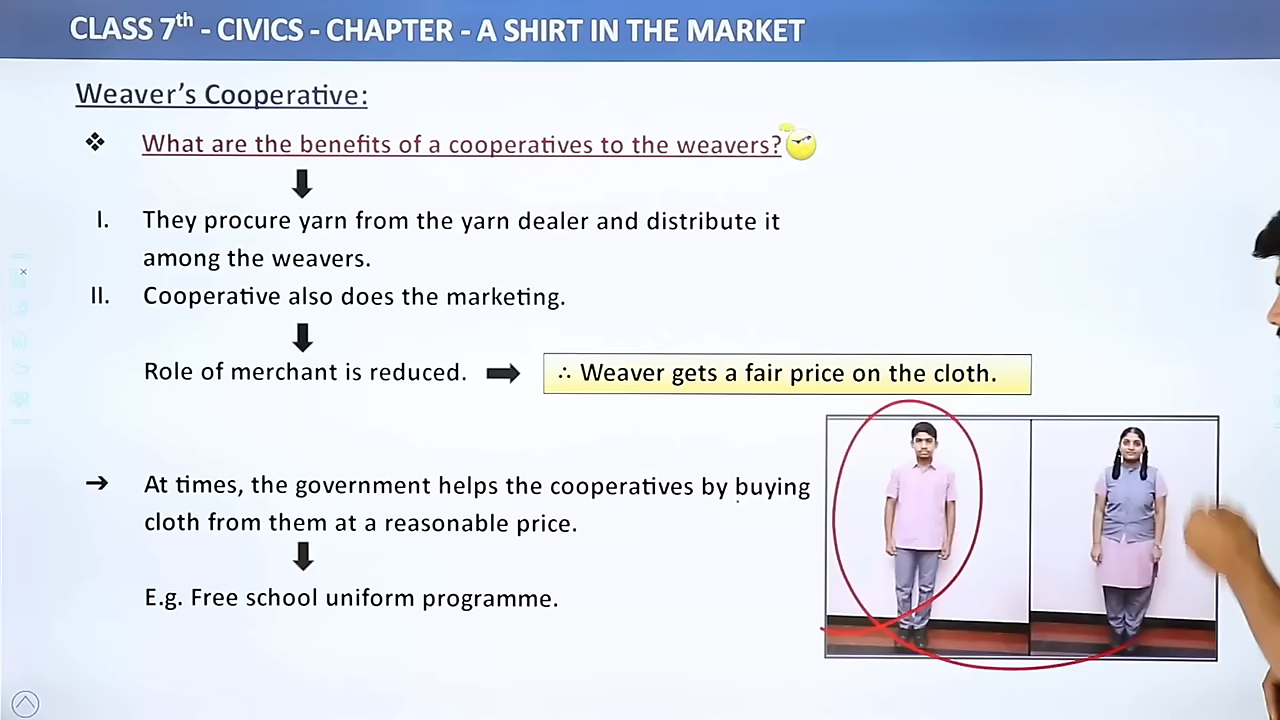 CLASS 7th - CIVICS - CHAPTER - A SHIRT IN THE MARKET
Weaver's Cooperative:
❖ What are the benefits of a cooperatives to the weavers?
I. They procure yarn from the yarn dealer and distribute it
among the weavers.
II. Cooperative also does the marketing.
Role of merchant is reduced. ➡ ∴ Weaver gets a fair price on the cloth.
➔ At times, the government helps the cooperatives by buying
cloth from them at a reasonable price.
E.g. Free school uniform programme.